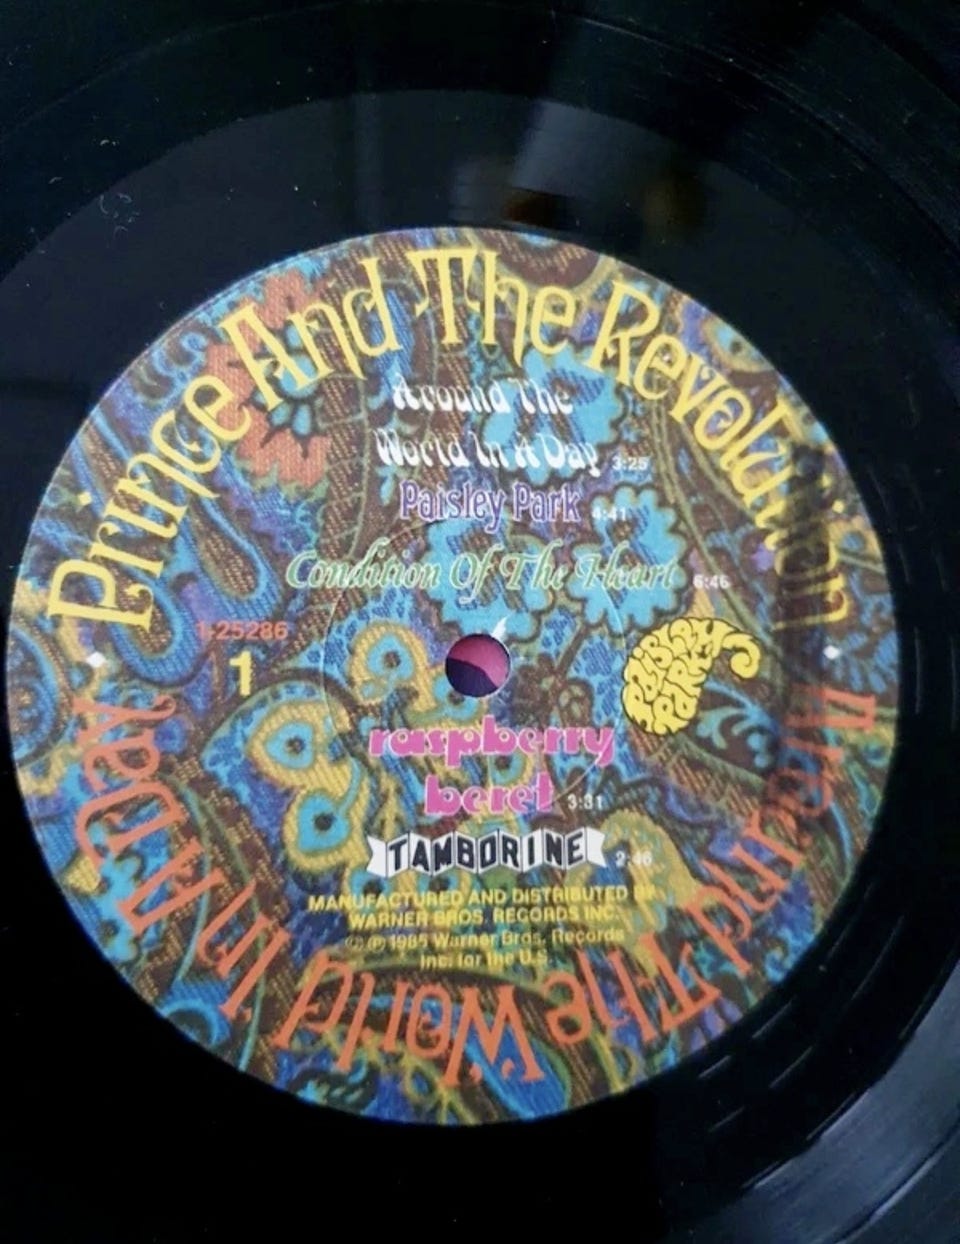 Prince And The Revolution
Around The
World In A Day 3:25
Paisley Park 4:41
Condition Of The Heart 6:46
1-25286
1
PAISLEY
PARK
raspberry
beret 3:31
TAMBORINE 2:46
MANUFACTURED AND DISTRIBUTED BY
WARNER BROS. RECORDS INC.
© ℗ 1985 Warner Bros. Records
Inc. for the U.S.
Around The World In A Day